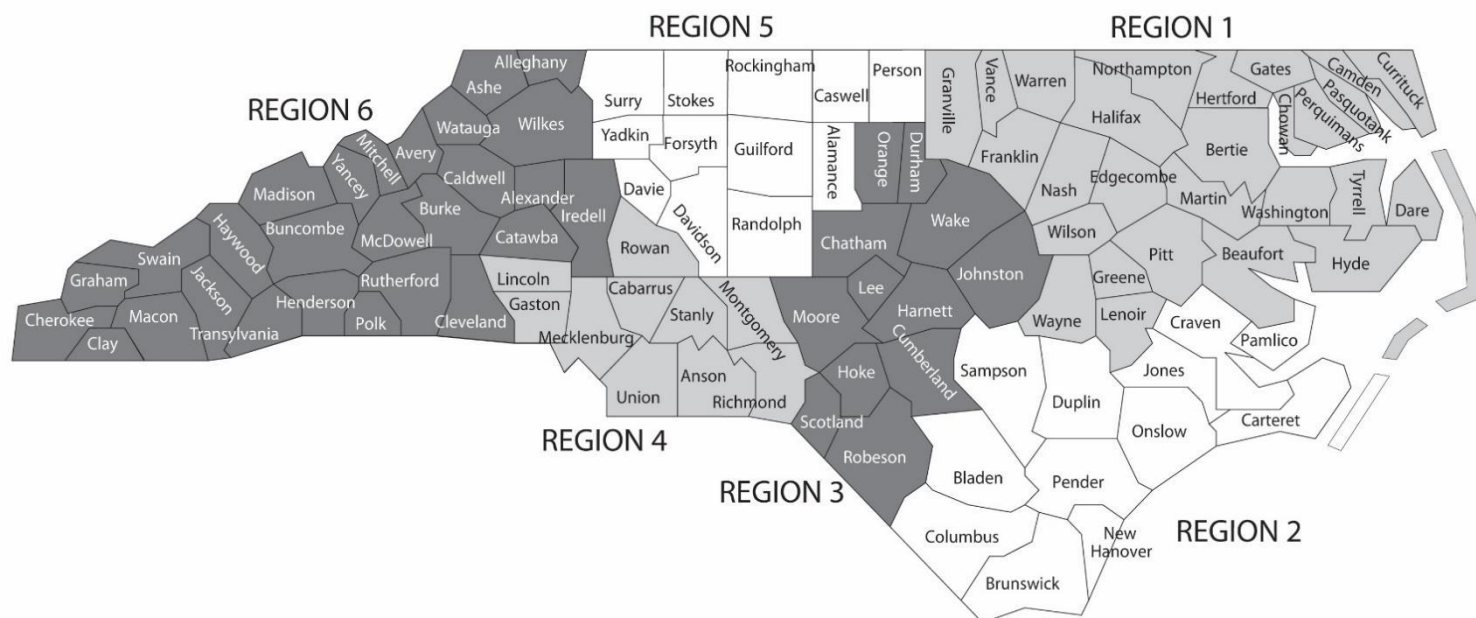 REGION 5
REGION 1
REGION 6
REGION 4
REGION 3
REGION 2
Alleghany
Ashe
Watauga
Wilkes
Mitchell
Avery
Yancey
Madison
Caldwell
Alexander
Iredell
Burke
Catawba
McDowell
Buncombe
Haywood
Swain
Graham
Jackson
Rutherford
Henderson
Polk
Cleveland
Cherokee
Macon
Transylvania
Clay
Surry
Stokes
Rockingham
Caswell
Person
Yadkin
Forsyth
Guilford
Alamance
Davie
Davidson
Randolph
Rowan
Lincoln
Gaston
Cabarrus
Stanly
Montgomery
Mecklenburg
Union
Anson
Richmond
Orange
Durham
Wake
Chatham
Johnston
Lee
Harnett
Moore
Cumberland
Hoke
Scotland
Robeson
Granville
Vance
Warren
Northampton
Gates
Camden
Currituck
Pasquotank
Perquimans
Chowan
Hertford
Halifax
Franklin
Bertie
Nash
Edgecombe
Martin
Washington
Tyrrell
Dare
Wilson
Pitt
Beaufort
Hyde
Greene
Wayne
Lenoir
Craven
Pamlico
Jones
Sampson
Duplin
Onslow
Carteret
Bladen
Pender
Columbus
New
Hanover
Brunswick